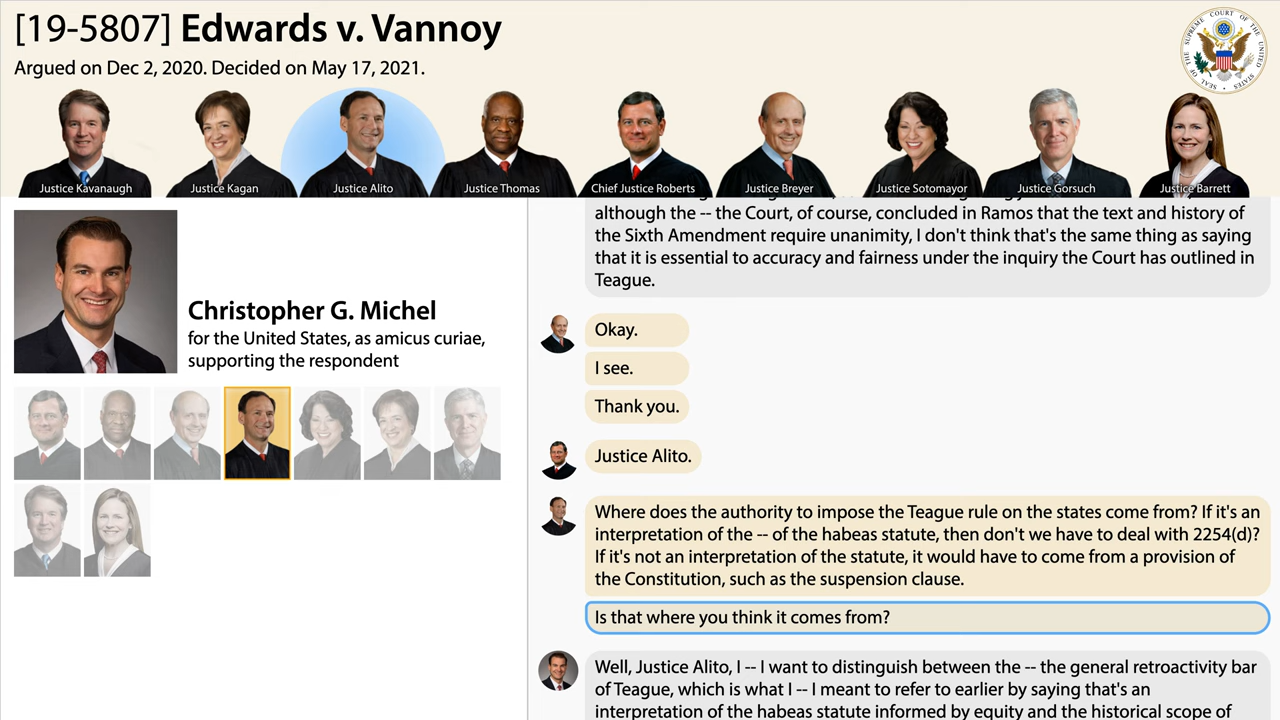 [19-5807] Edwards v. Vannoy
Argued on Dec 2, 2020. Decided on May 17, 2021.
SEAL OF THE SUPREME COURT OF THE UNITED STATES
Justice Kavanaugh
Justice Kagan
Justice Alito
Justice Thomas
Chief Justice Roberts
Justice Breyer
Justice Sotomayor
Justice Gorsuch
Justice Barrett
Christopher G. Michel
for the United States, as amicus curiae,
supporting the respondent
although the -- the Court, of course, concluded in Ramos that the text and history of
the Sixth Amendment require unanimity, I don't think that's the same thing as saying
that it is essential to accuracy and fairness under the inquiry the Court has outlined in
Teague.
Okay.
I see.
Thank you.
Justice Alito.
Where does the authority to impose the Teague rule on the states come from? If it's an
interpretation of the -- of the habeas statute, then don't we have to deal with 2254(d)?
If it's not an interpretation of the statute, it would have to come from a provision of
the Constitution, such as the suspension clause.
Is that where you think it comes from?
Well, Justice Alito, I -- I want to distinguish between the -- the general retroactivity bar
of Teague, which is what I -- I meant to refer to earlier by saying that's an
interpretation of the habeas statute informed by equity and the historical scope of